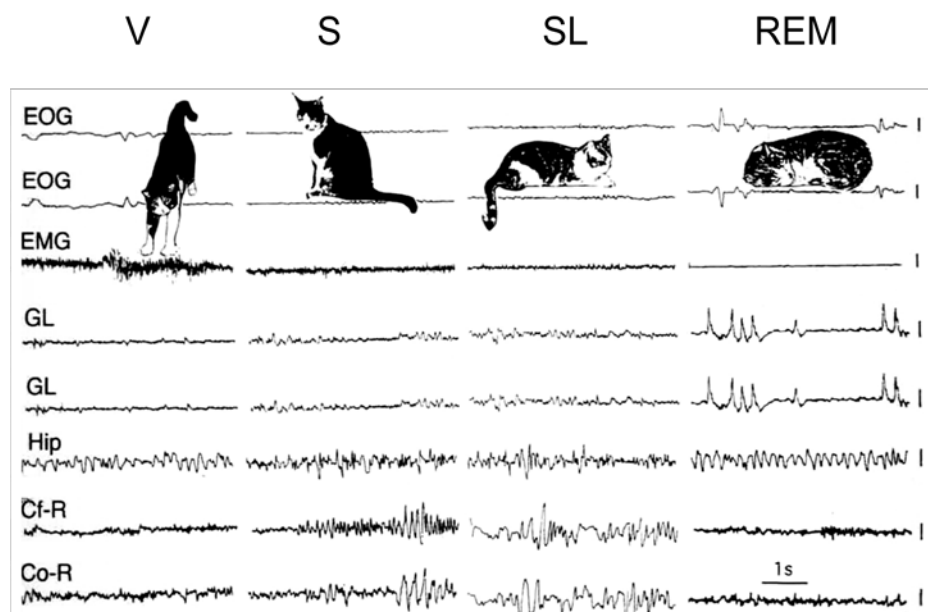 V S SL REM
EOG
EOG
EMG
GL
GL
Hip
Cf-R
Co-R
1s